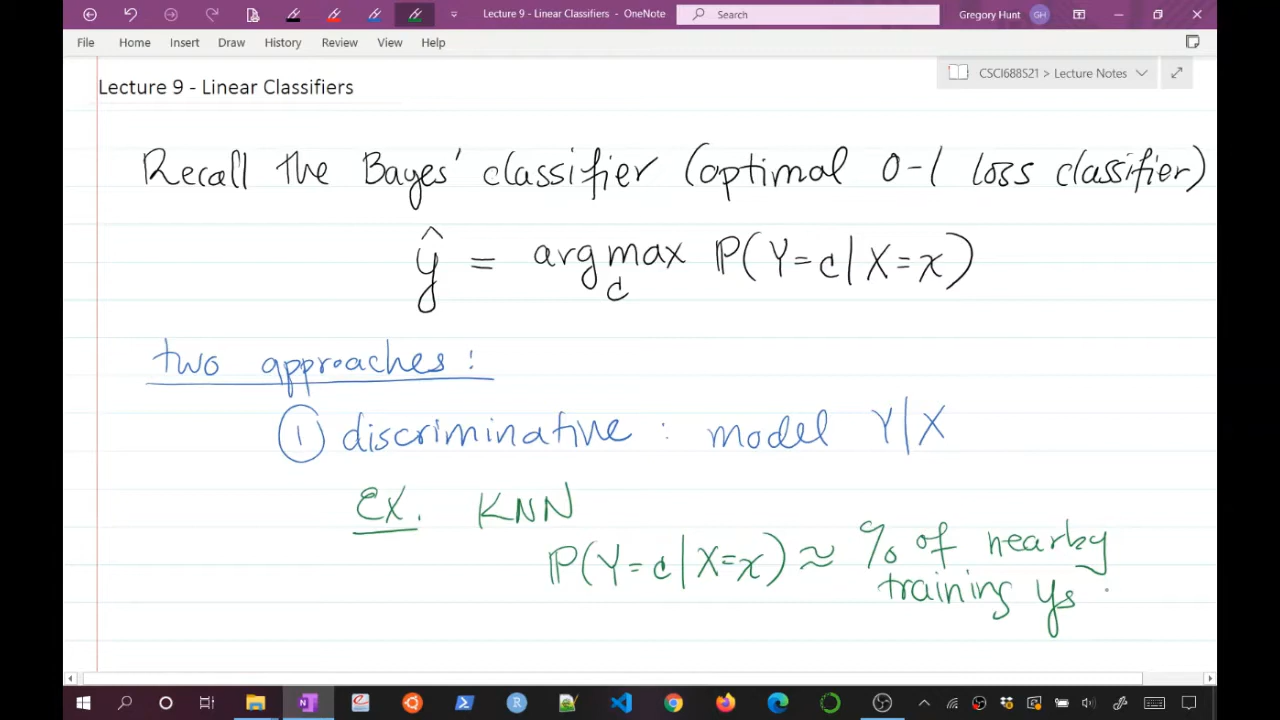 Lecture 9 - Linear Classifiers - OneNote
Search
Gregory Hunt GH
File Home Insert Draw History Review View Help
CSCI688S21 > Lecture Notes
Lecture 9 - Linear Classifiers
Recall the Bayes' classifier (optimal 0-1 loss classifier)
ŷ = argmax ℙ(Y=c|X=x)
c
two approaches:
① discriminative: model Y|X
EX. KNN
ℙ(Y=c|X=x) ≈ % of nearby
training ys